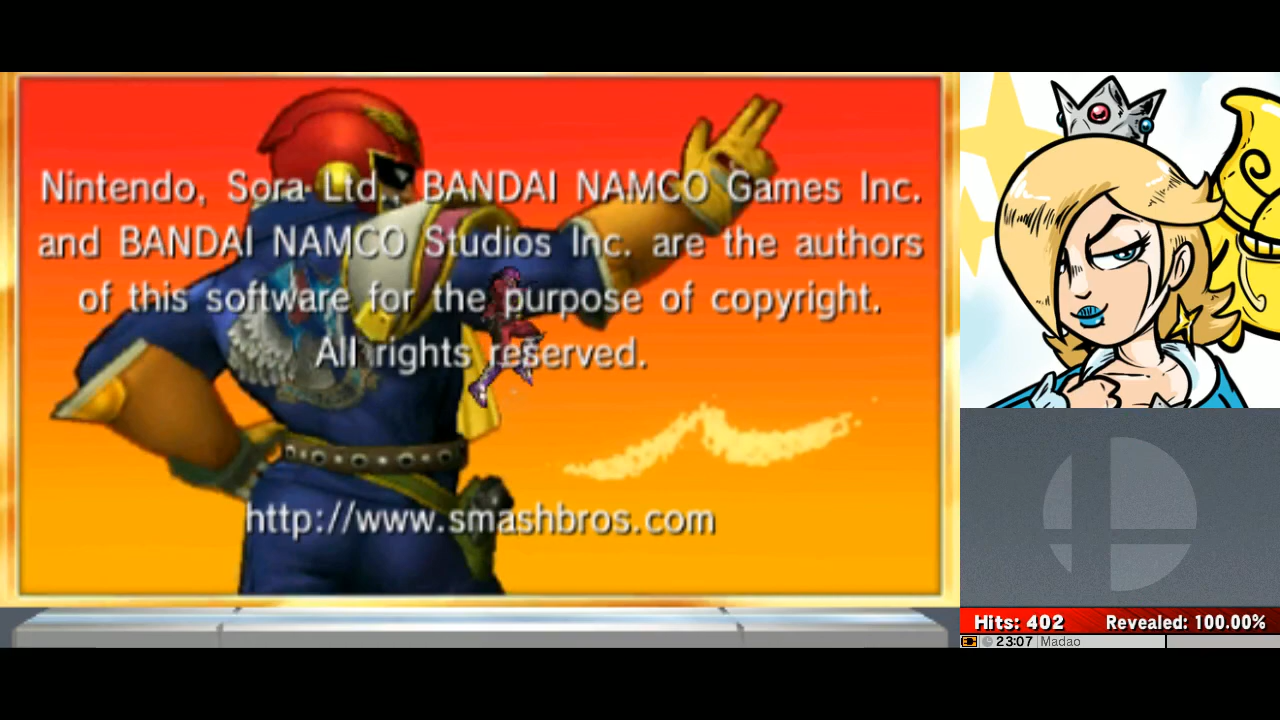 Nintendo, Sora Ltd., BANDAI NAMCO Games Inc.
and BANDAI NAMCO Studios Inc. are the authors
of this software for the purpose of copyright.
All rights reserved.
http://www.smashbros.com
Hits: 402 Revealed: 100.00%
23:07 Madao